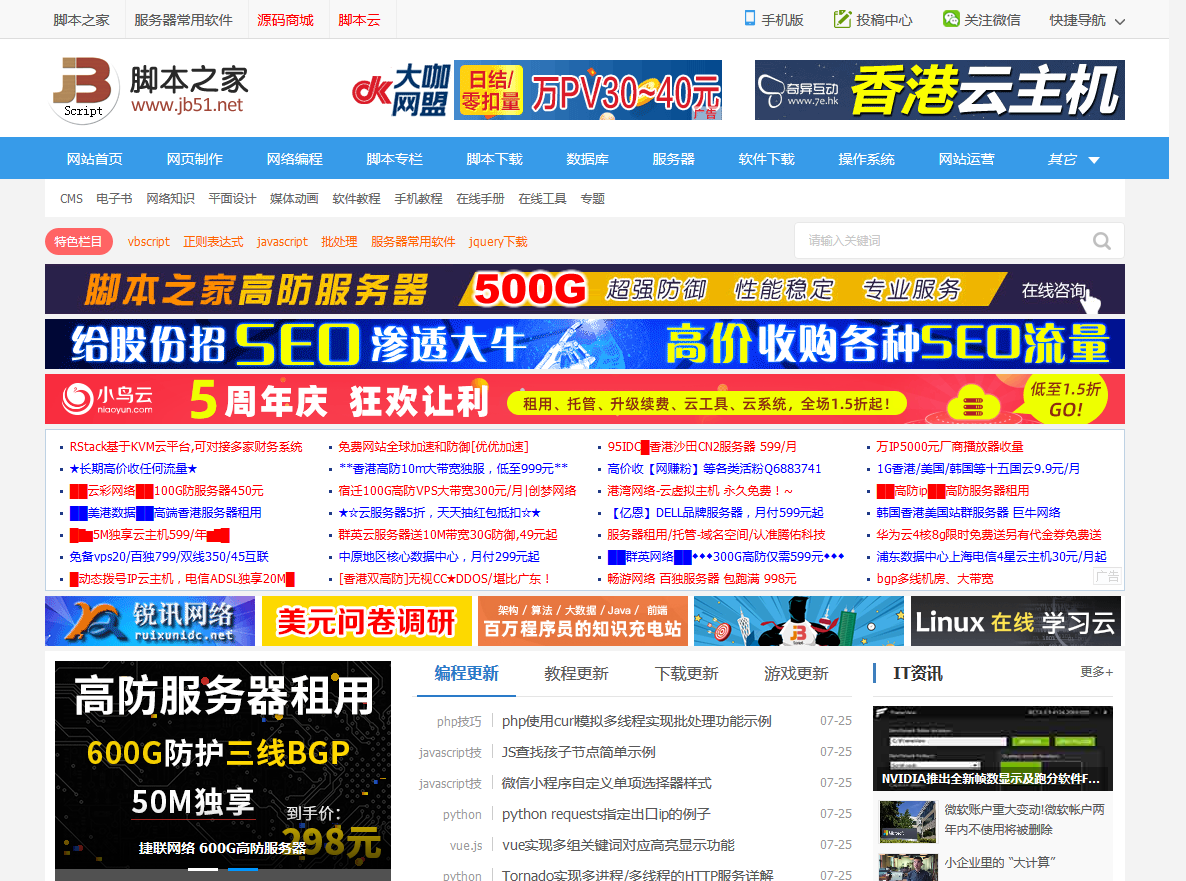 脚本之家 服务器常用软件 源码商城 脚本云 手机版 投稿中心 关注微信 快捷导航
JB Script 脚本之家 www.jb51.net
dk 大咖网盟 日结/零扣量 万PV30~40元 广告
奇异互动 www.7e.hk 香港云主机
网站首页 网页制作 网络编程 脚本专栏 脚本下载 数据库 服务器 软件下载 操作系统 网站运营 其它
CMS 电子书 网络知识 平面设计 媒体动画 软件教程 手机教程 在线手册 在线工具 专题
特色栏目 vbscript 正则表达式 javascript 批处理 服务器常用软件 jquery下载 请输入关键词
脚本之家高防服务器 500G 超强防御 性能稳定 专业服务 在线咨询
给股份招SEO渗透大牛 高价收购各种SEO流量
小鸟云 niaoyun.com 5周年庆 狂欢让利 租用、托管、升级续费、云工具、云系统，全场1.5折起！ 低至1.5折 GO!
RStack基于KVM云平台,可对接多家财务系统 免费网站全球加速和防御[优优加速] 95IDC█香港沙田CN2服务器 599/月 万IP5000元厂商播放器收量
★长期高价收任何流量★ **香港高防10m大带宽独服，低至999元** 高价收【网赚粉】等各类活粉Q6883741 1G香港/美国/韩国等十五国云9.9元/月
██云彩网络██100G防服务器450元 宿迁100G高防VPS大带宽300元/月|创梦网络 港湾网络-云虚拟主机 永久免费！~ ██高防ip██高防服务器租用
██美港数据██高端香港服务器租用 ★☆云服务器5折，天天抽红包抵扣☆★ 【亿恩】DELL品牌服务器，月付599元起 韩国香港美国站群服务器 巨牛网络
█▇▆5M独享云主机599/年▆▇█ 群英云服务器送10M带宽30G防御,49元起 服务器租用/托管-域名空间/认准腾佑科技 华为云4核8g限时免费送另有代金券免费送
免备vps20/百独799/双线350/45互联 中原地区核心数据中心，月付299元起 ██群英网络██◆◆◆300G高防仅需599元◆◆◆ 浦东数据中心上海电信4星云主机30元/月起
█动态拨号IP云主机，电信ADSL独享20M█ [香港双高防]无视CC★DDOS/堪比广东！ 畅游网络 百独服务器 包跑满 998元 bgp多线机房、大带宽 广告
锐讯网络 ruixunidc.net 美元问卷调研 架构 / 算法 / 大数据 / Java / 前端 百万程序员的知识充电站 JB Script Linux 在线 学习云
高防服务器租用
600G防护三线BGP
50M独享
到手价:
298元
捷联网络 600G高防服务器
编程更新 教程更新 下载更新 游戏更新
php技巧 php使用curl模拟多线程实现批处理功能示例 07-25
javascript技 JS查找孩子节点简单示例 07-25
javascript技 微信小程序自定义单项选择器样式 07-25
python python requests指定出口ip的例子 07-25
vue.js vue实现多组关键词对应高亮显示功能 07-25
python Tornado实现多进程/多线程的HTTP服务详解 07-25
IT资讯 更多+
NVIDIA推出全新帧数显示及跑分软件F...
微软账户重大变动!微软帐户两
年内不使用将被删除
小企业里的“大计算”